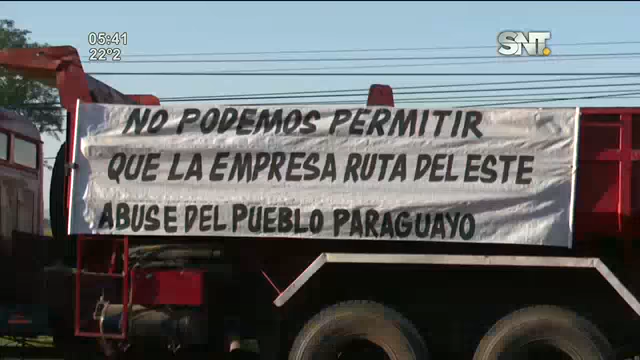 05:41
22°2
SNT.
NO PODEMOS PERMITIR
QUE LA EMPRESA RUTA DEL ESTE
ABUSE DEL PUEBLO PARAGUAYO